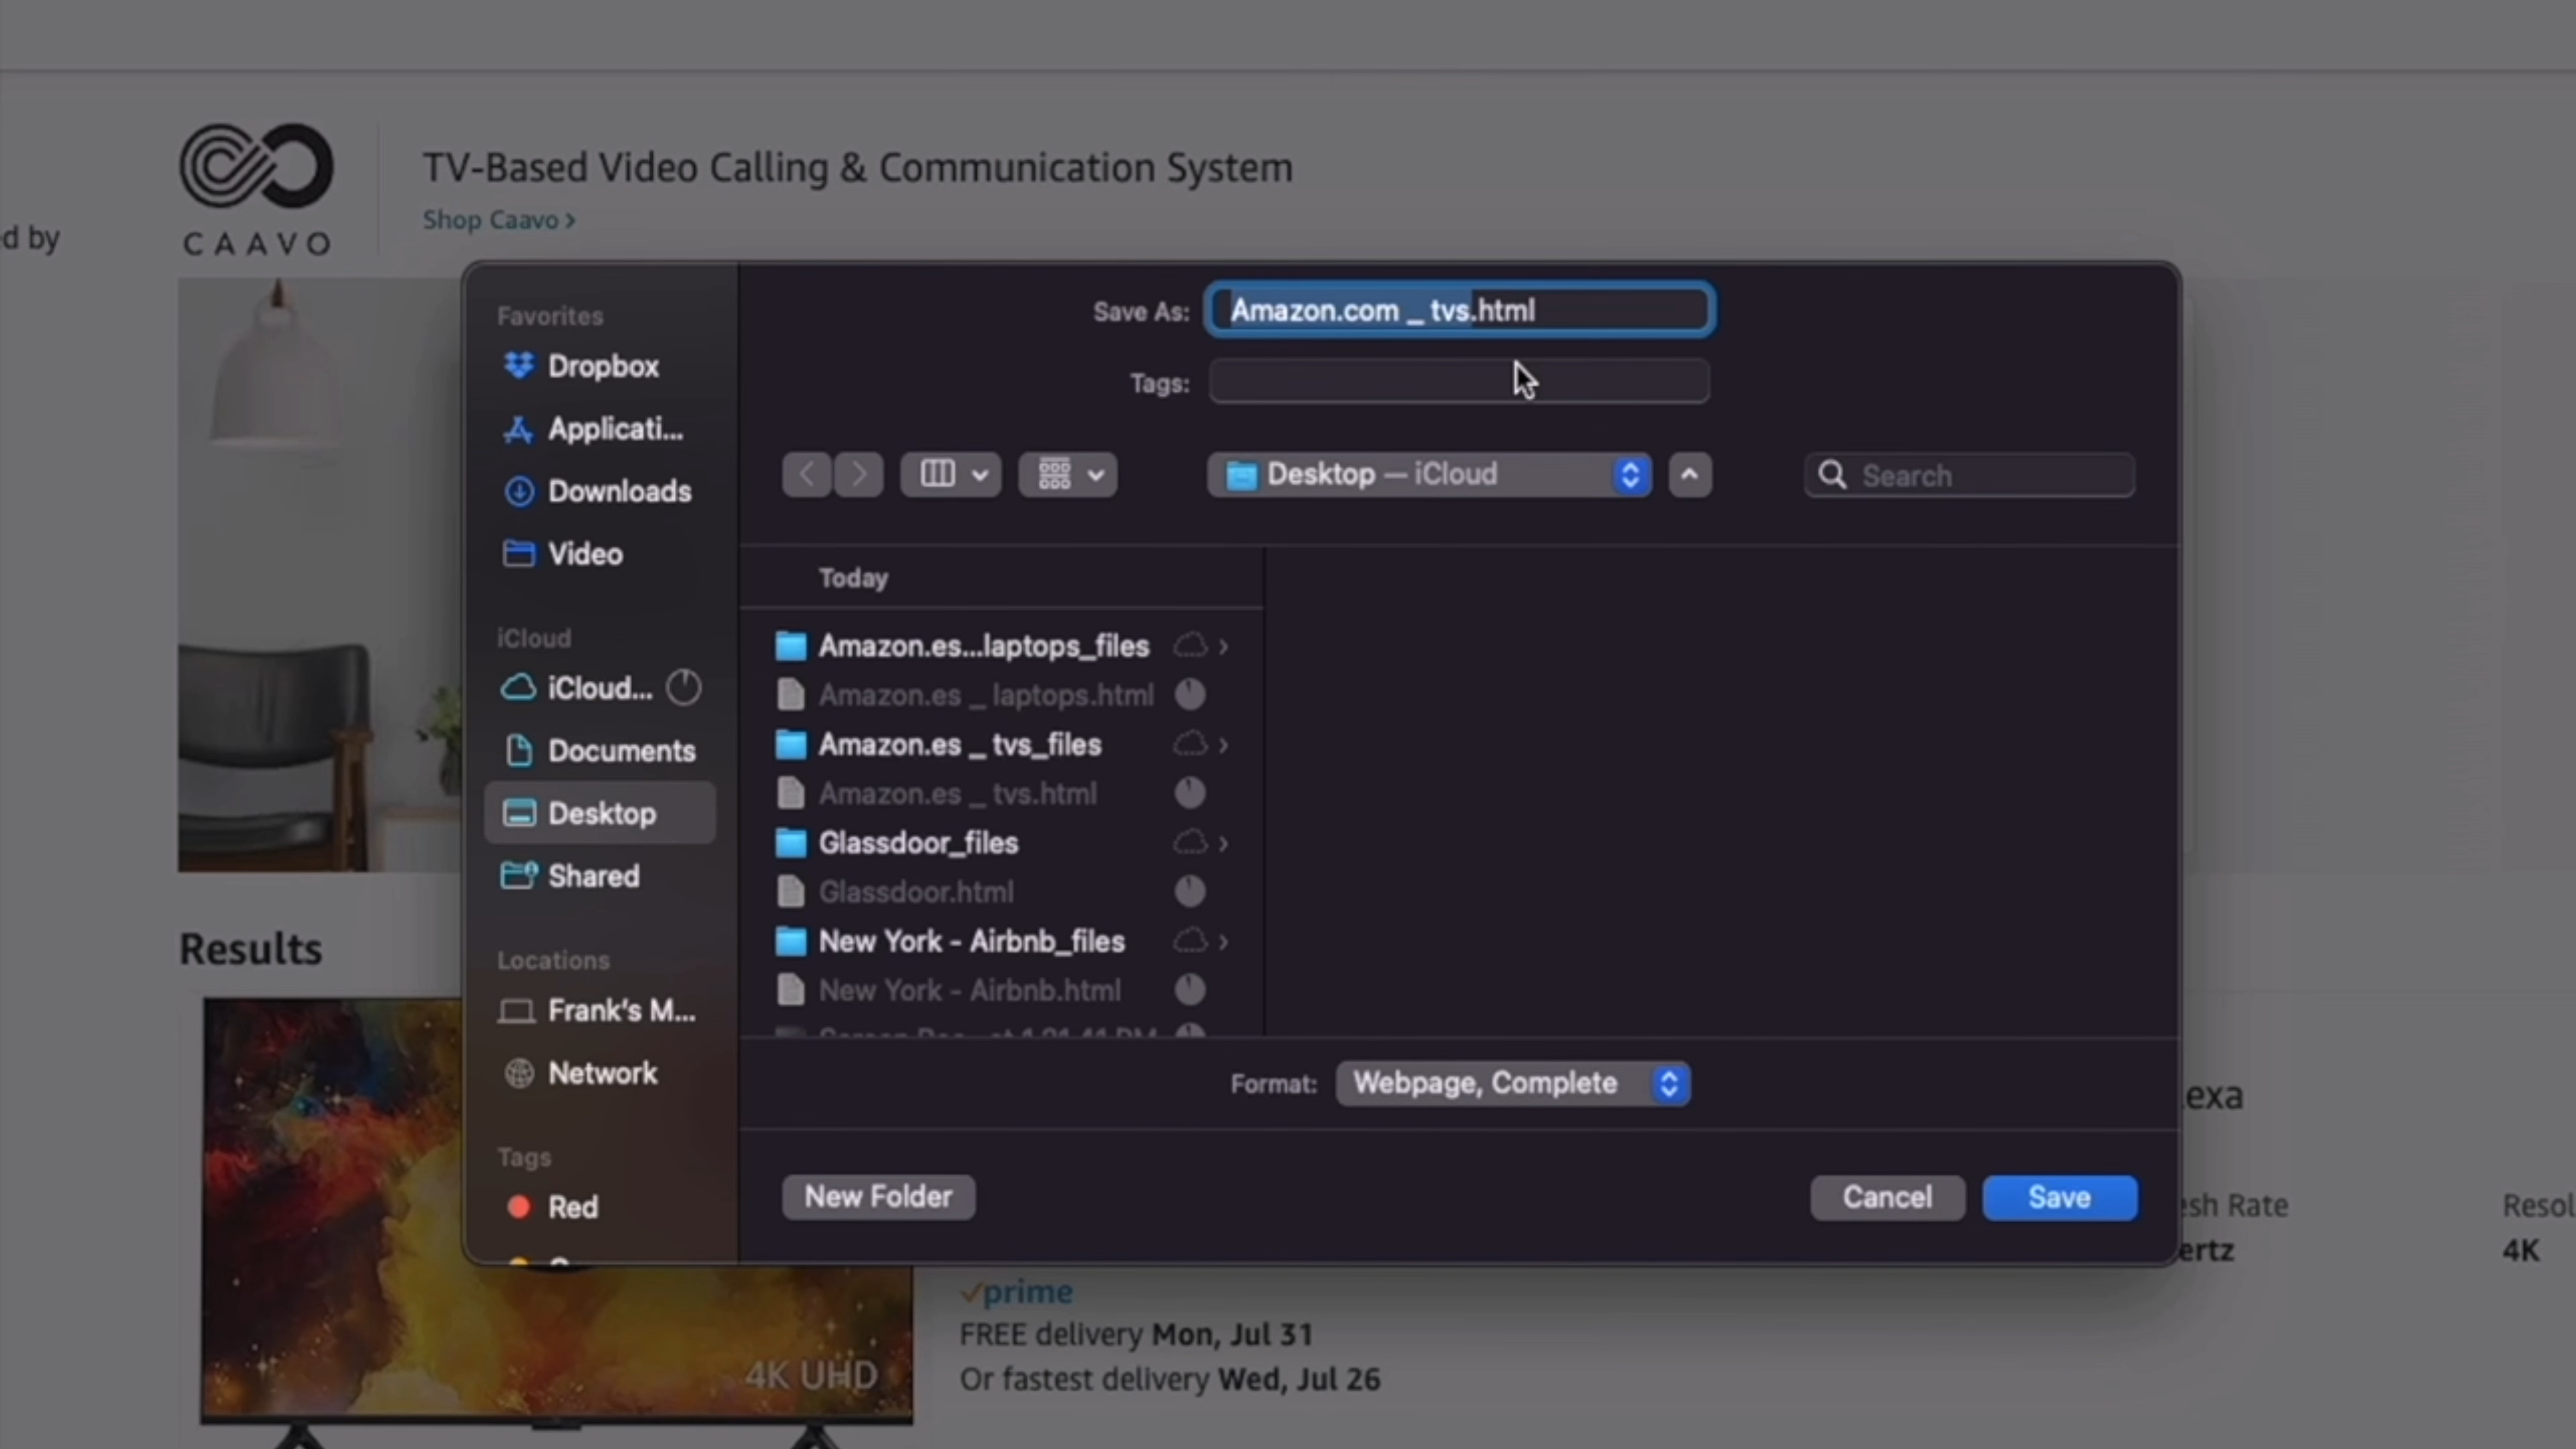 ed by
CAAVO
TV-Based Video Calling & Communication System
Shop Caavo ›
Favorites
Dropbox
Applicati...
Downloads
Video
iCloud
iCloud...
Documents
Desktop
Shared
Locations
Frank's M...
Network
Tags
Red
Save As: Amazon.com _ tvs.html
Tags:
Desktop — iCloud
Search
Today
Amazon.es...laptops_files
Amazon.es _ laptops.html
Amazon.es _ tvs_files
Amazon.es _ tvs.html
Glassdoor_files
Glassdoor.html
New York - Airbnb_files
New York - Airbnb.html
Format: Webpage, Complete
New Folder
Cancel
Save
Results
4K UHD
lexa
esh Rate
ertz
Resol
4K
prime
FREE delivery Mon, Jul 31
Or fastest delivery Wed, Jul 26